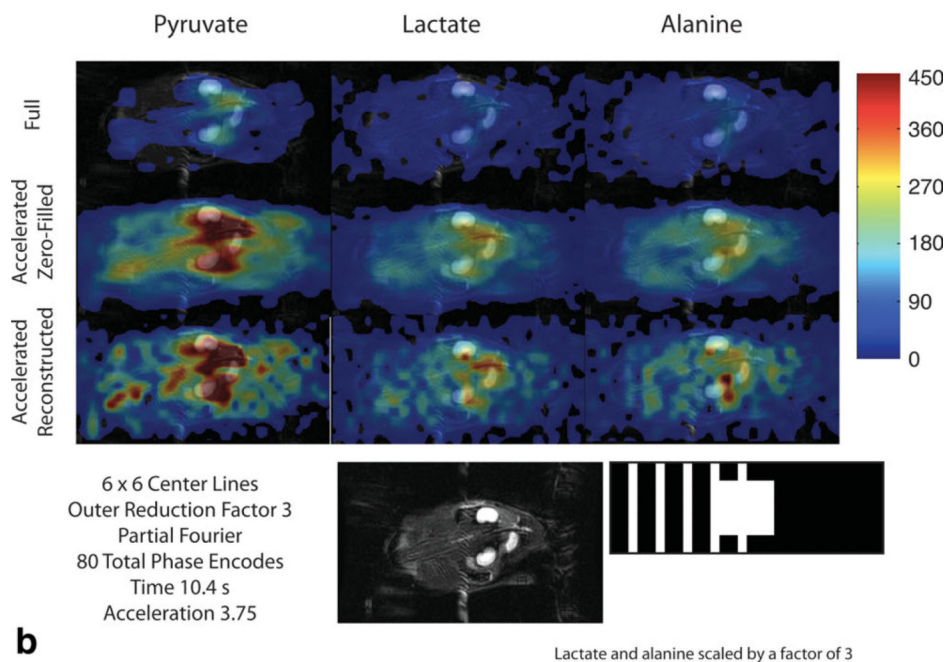 Pyruvate Lactate Alanine
Full
Accelerated
Zero-Filled
Accelerated
Reconstructed
450
360
270
180
90
0
6 x 6 Center Lines
Outer Reduction Factor 3
Partial Fourier
80 Total Phase Encodes
Time 10.4 s
Acceleration 3.75
b
Lactate and alanine scaled by a factor of 3